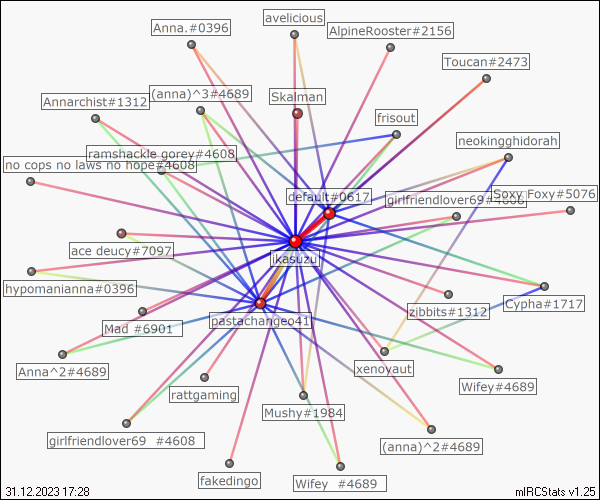 avelicious
Anna.#0396
AlpineRooster#2156
Toucan#2473
(anna)^3#4689
Skalman
Annarchist#1312
frisout
neokingghidorah
ramshackle gorey#4608
no cops no laws no hope#4608
default#0617
girlfriendlover69#4608
Soxy Foxy#5076
ace deucy#7097
likasuzu
hypomanianna#0396
zibbits#1312
Cypha#1717
Mad #6901
pastachangeo41
Anna^2#4689
xenoyaut
Wifey#4689
rattgaming
Mushy#1984
girlfriendlover69 #4608
(anna)^2#4689
fakedingo
Wifey #4689
31.12.2023 17:28
mIRCStats v1.25